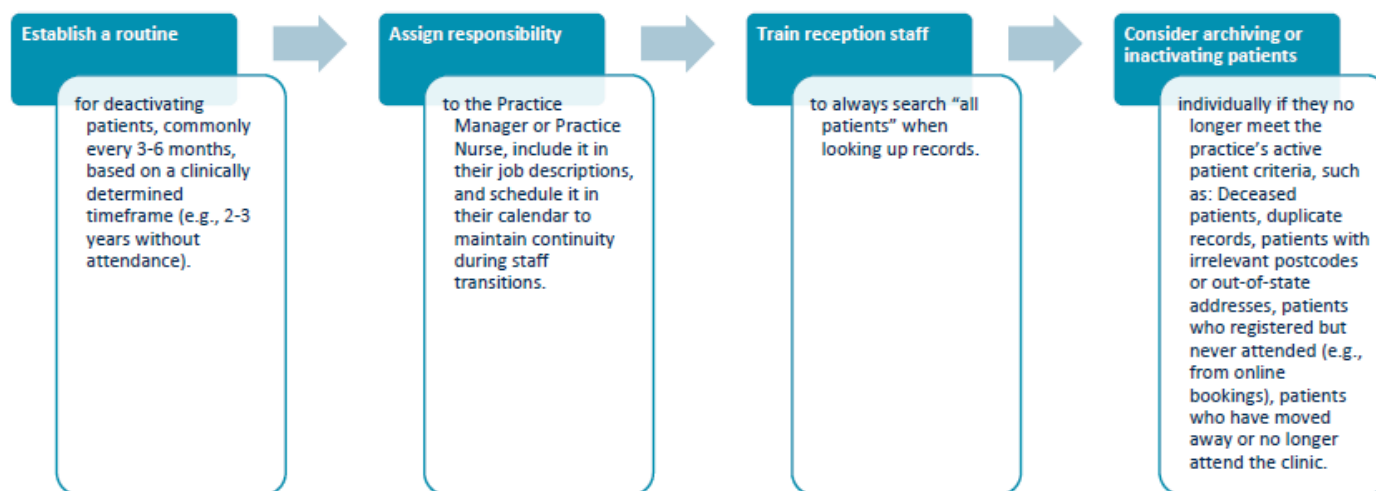 Establish a routine
for deactivating
patients, commonly
every 3-6 months,
based on a clinically
determined
timeframe (e.g., 2-3
years without
attendance).
Assign responsibility
to the Practice
Manager or Practice
Nurse, include it in
their job descriptions,
and schedule it in
their calendar to
maintain continuity
during staff
transitions.
Train reception staff
to always search “all
patients” when
looking up records.
Consider archiving or
inactivating patients
individually if they no
longer meet the
practice’s active
patient criteria, such
as: Deceased
patients, duplicate
records, patients with
irrelevant postcodes
or out-of-state
addresses, patients
who registered but
never attended (e.g.,
from online
bookings), patients
who have moved
away or no longer
attend the clinic.